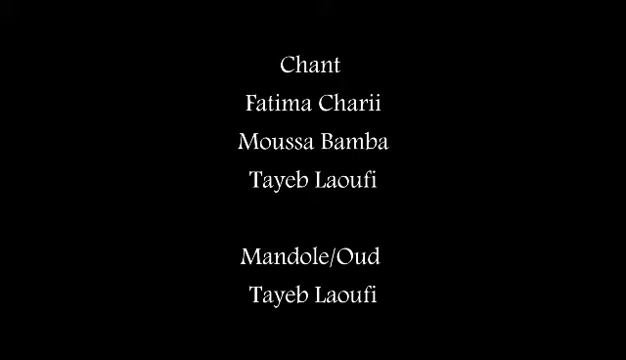 Chant
Fatima Charii
Moussa Bamba
Tayeb Laoufi
Mandole/Oud
Tayeb Laoufi